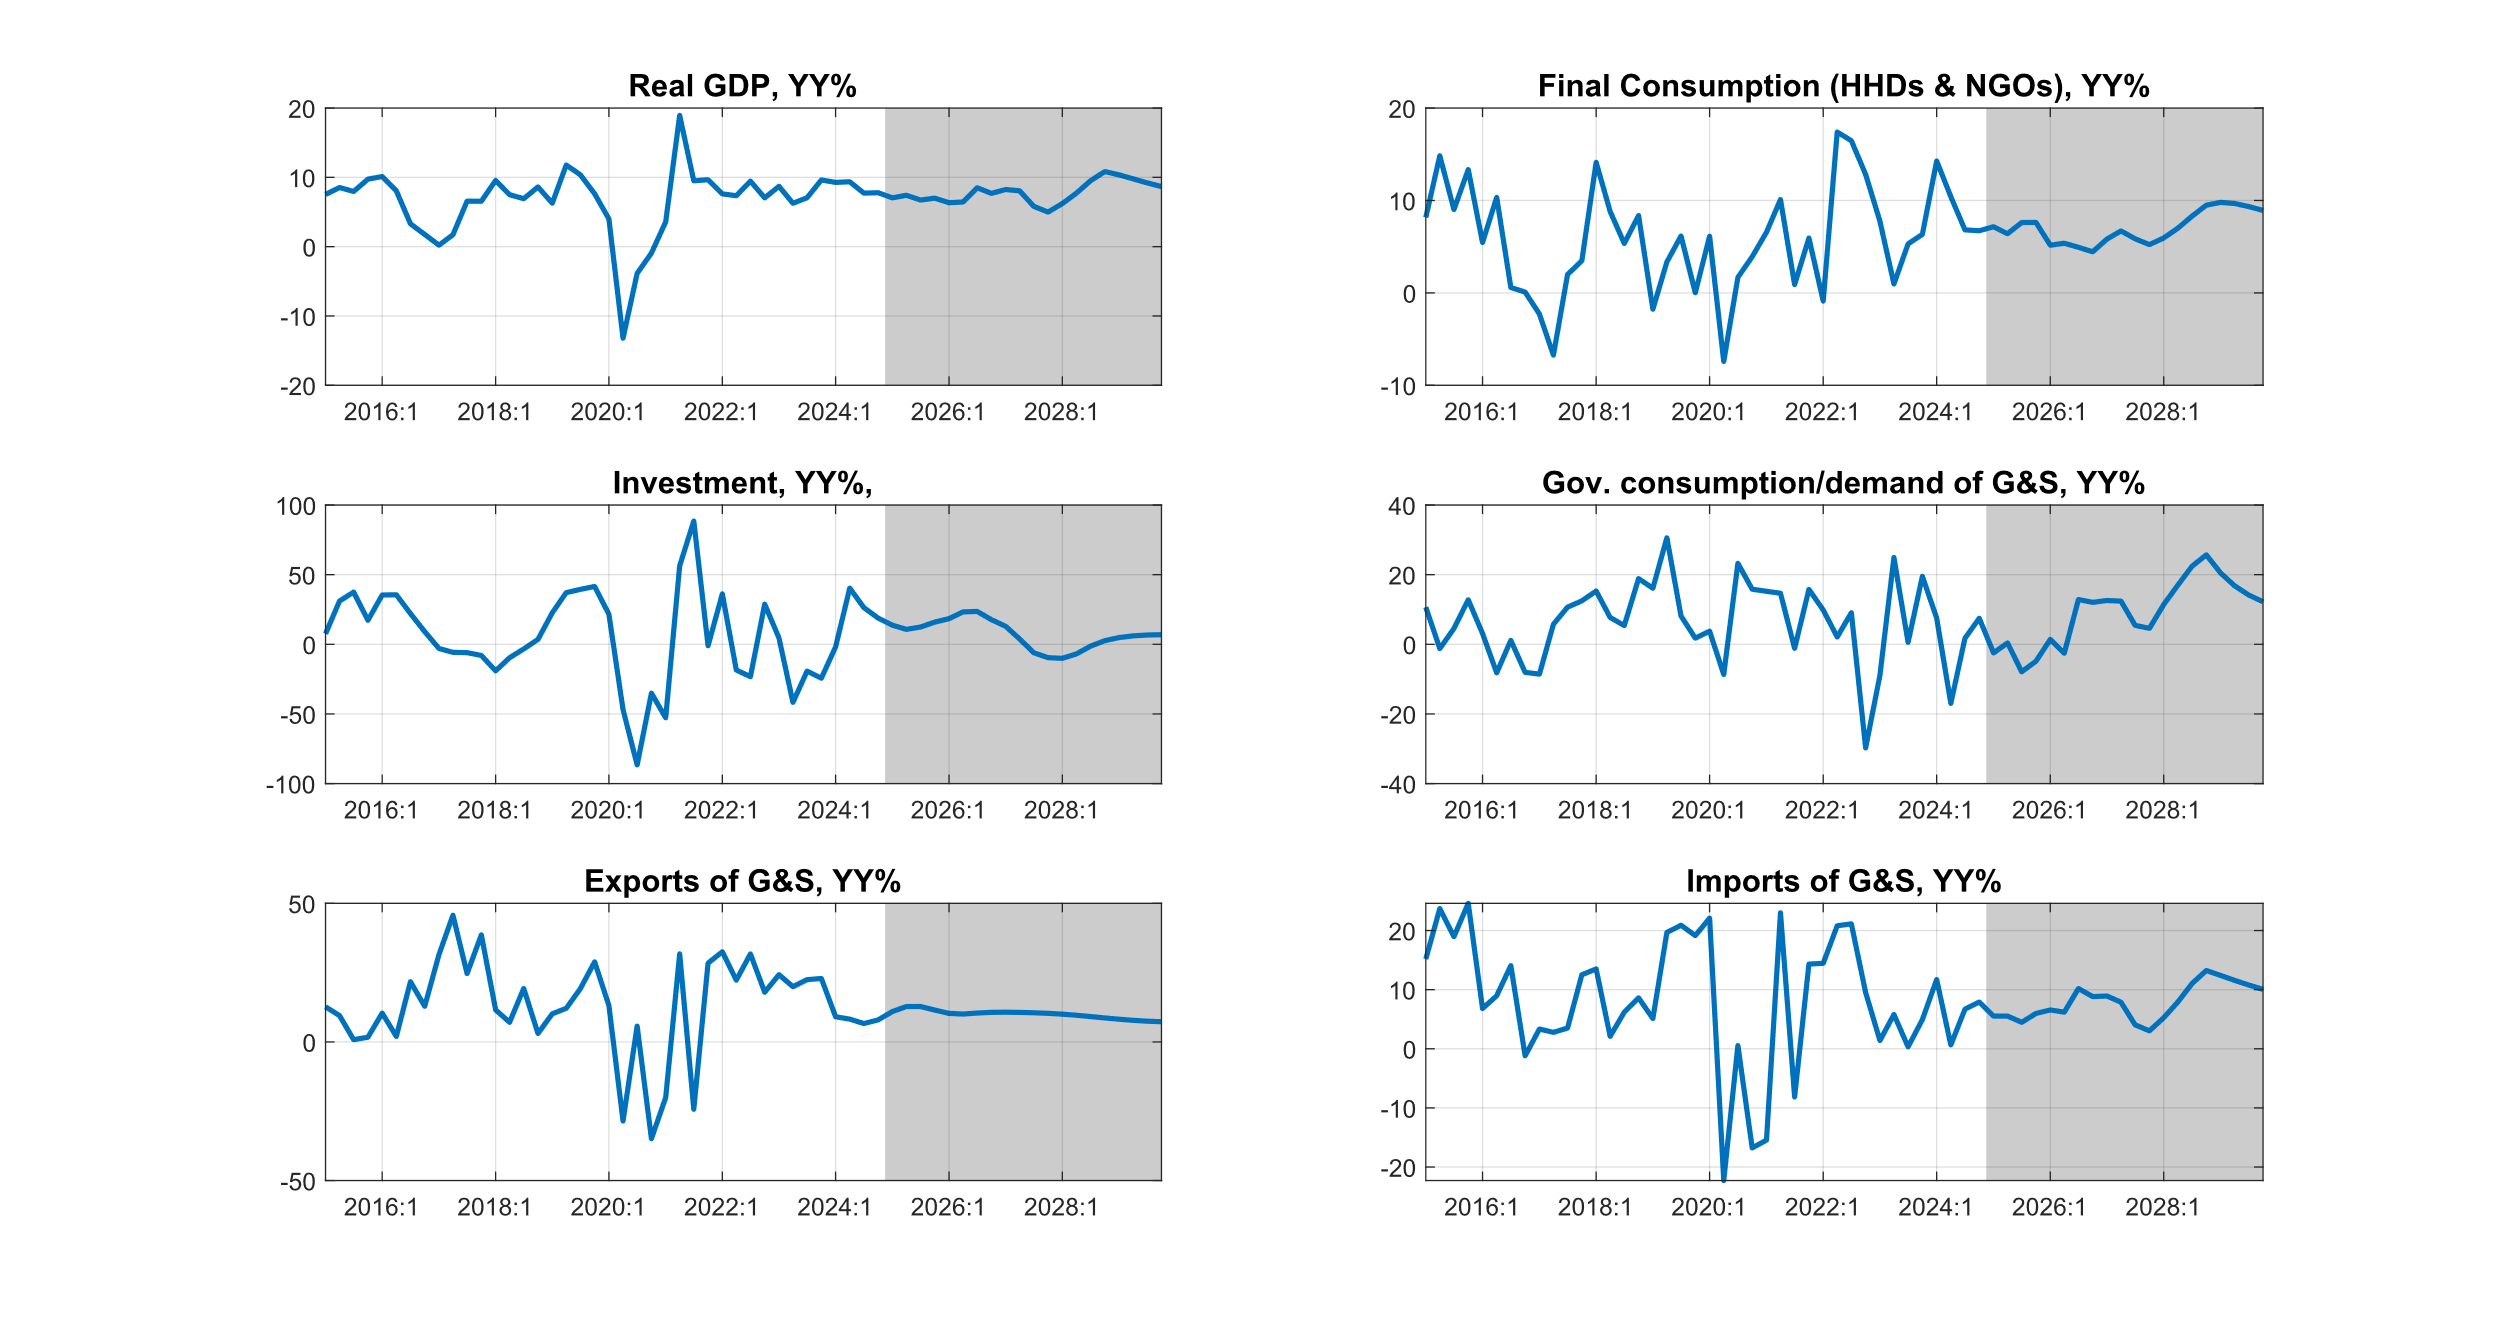 Real GDP, YY%
20
10
0
-10
-20
2016:1 2018:1 2020:1 2022:1 2024:1 2026:1 2028:1
Final Consumption (HHDs & NGOs), YY%
20
10
0
-10
2016:1 2018:1 2020:1 2022:1 2024:1 2026:1 2028:1
Investment, YY%,
100
50
0
-50
-100
2016:1 2018:1 2020:1 2022:1 2024:1 2026:1 2028:1
Gov. consumption/demand of G&S, YY%
40
20
0
-20
-40
2016:1 2018:1 2020:1 2022:1 2024:1 2026:1 2028:1
Exports of G&S, YY%
50
0
-50
2016:1 2018:1 2020:1 2022:1 2024:1 2026:1 2028:1
Imports of G&S, YY%
20
10
0
-10
-20
2016:1 2018:1 2020:1 2022:1 2024:1 2026:1 2028:1